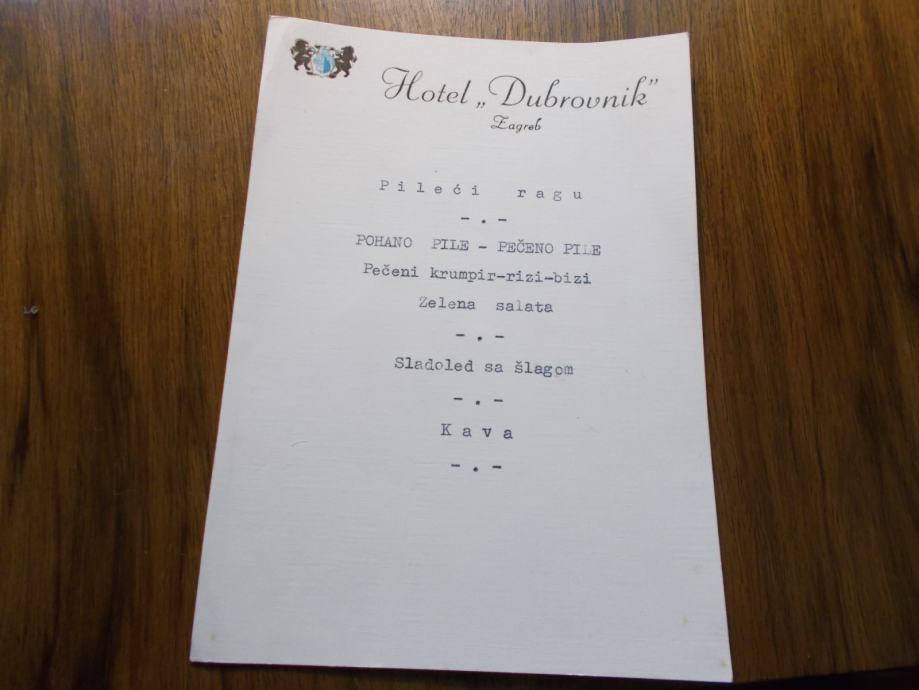 Hotel „Dubrovnik”
Zagreb
Pileći ragu
- . -
POHANO PILE - PEČENO PILE
Pečeni krumpir-rizi-bizi
Zelena salata
- . -
Sladoled sa šlagom
- . -
Kava
- . -